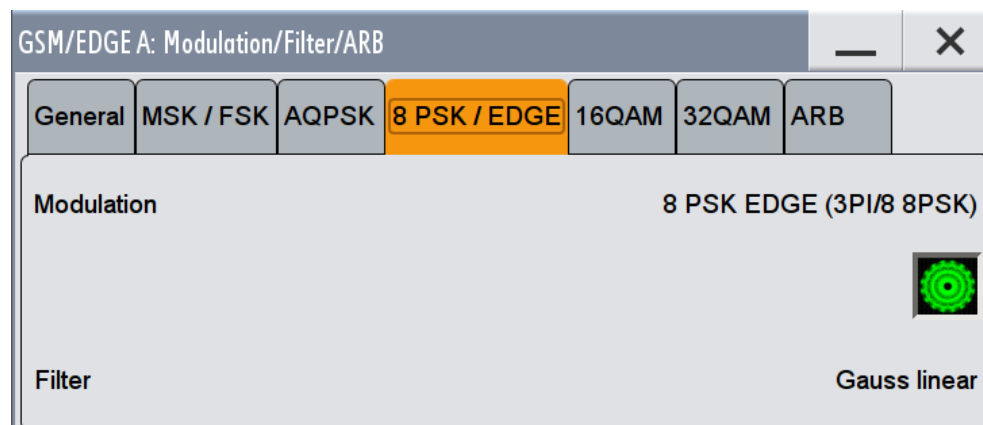 GSM/EDGE A: Modulation/Filter/ARB
General MSK / FSK AQPSK 8 PSK / EDGE 16QAM 32QAM ARB
Modulation 8 PSK EDGE (3PI/8 8PSK)
Filter Gauss linear